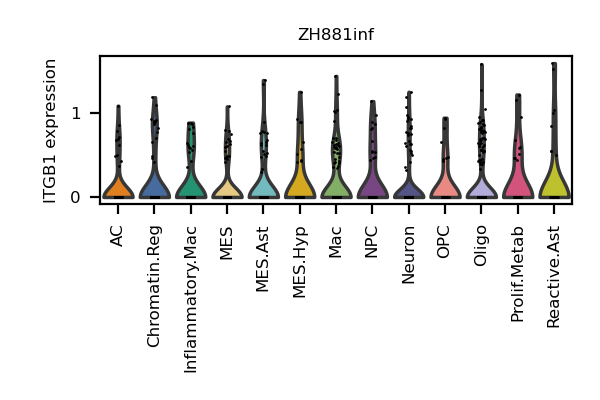 ZH881inf
ITGB1 expression
1
0
AC
Chromatin.Reg
Inflammatory.Mac
MES
MES.Ast
MES.Hyp
Mac
NPC
Neuron
OPC
Oligo
Prolif.Metab
Reactive.Ast